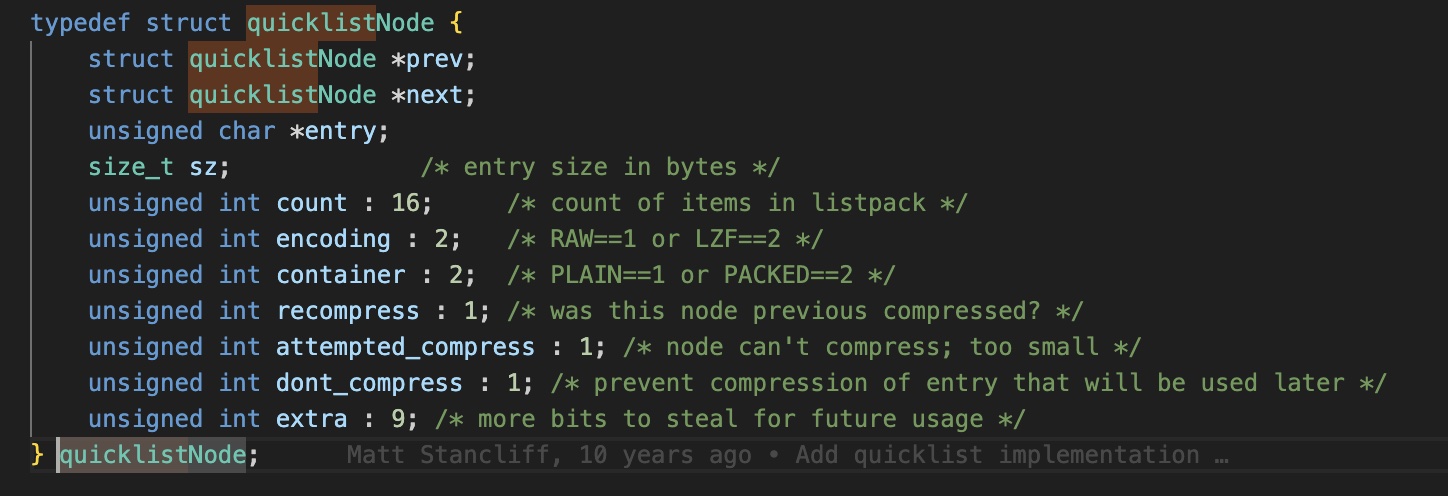 typedef struct quicklistNode {
    struct quicklistNode *prev;
    struct quicklistNode *next;
    unsigned char *entry;
    size_t sz;             /* entry size in bytes */
    unsigned int count : 16;     /* count of items in listpack */
    unsigned int encoding : 2;   /* RAW==1 or LZF==2 */
    unsigned int container : 2;  /* PLAIN==1 or PACKED==2 */
    unsigned int recompress : 1; /* was this node previous compressed? */
    unsigned int attempted_compress : 1; /* node can't compress; too small */
    unsigned int dont_compress : 1; /* prevent compression of entry that will be used later */
    unsigned int extra : 9; /* more bits to steal for future usage */
} quicklistNode;      Matt Stancliff, 10 years ago • Add quicklist implementation …